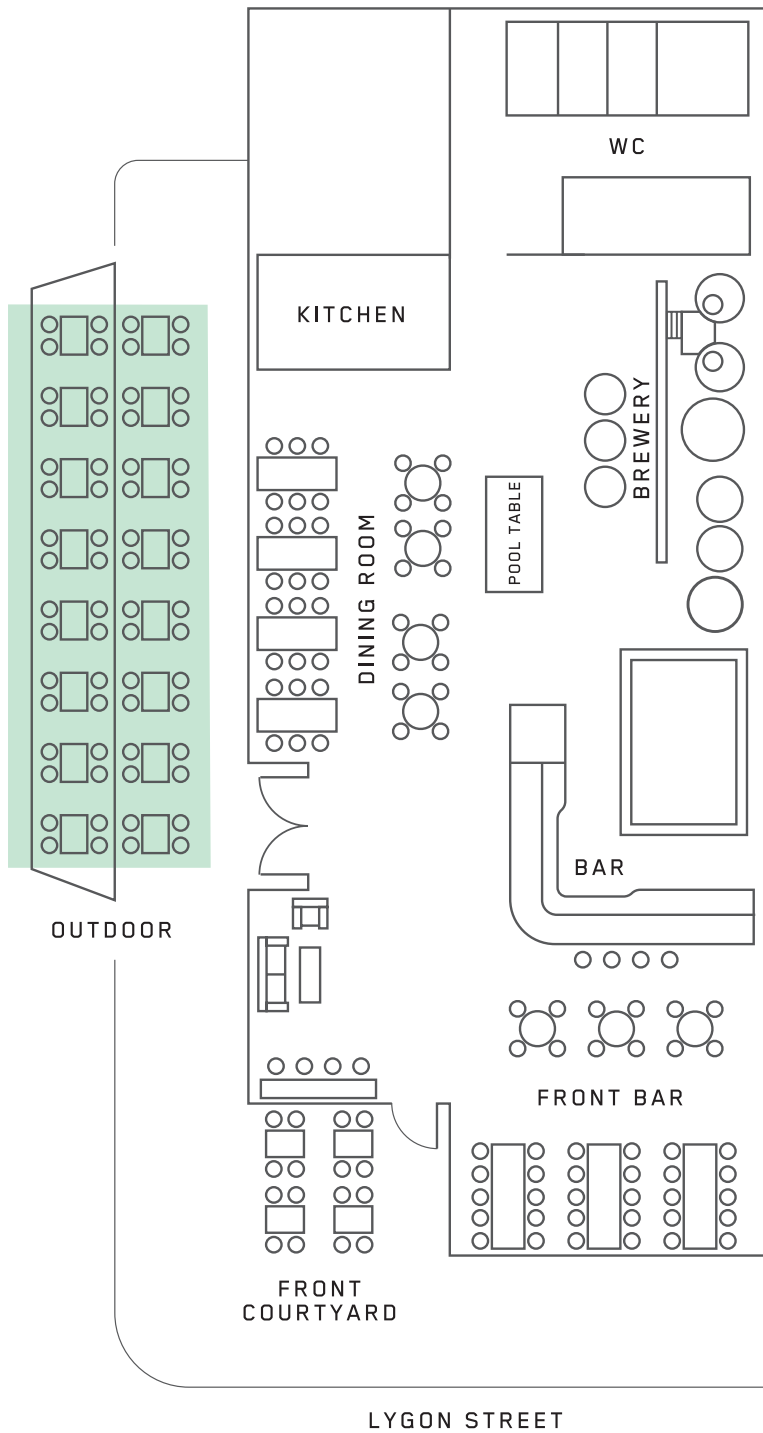 WC
KITCHEN
BREWERY
POOL TABLE
DINING ROOM
BAR
OUTDOOR
FRONT BAR
FRONT
COURTYARD
LYGON STREET